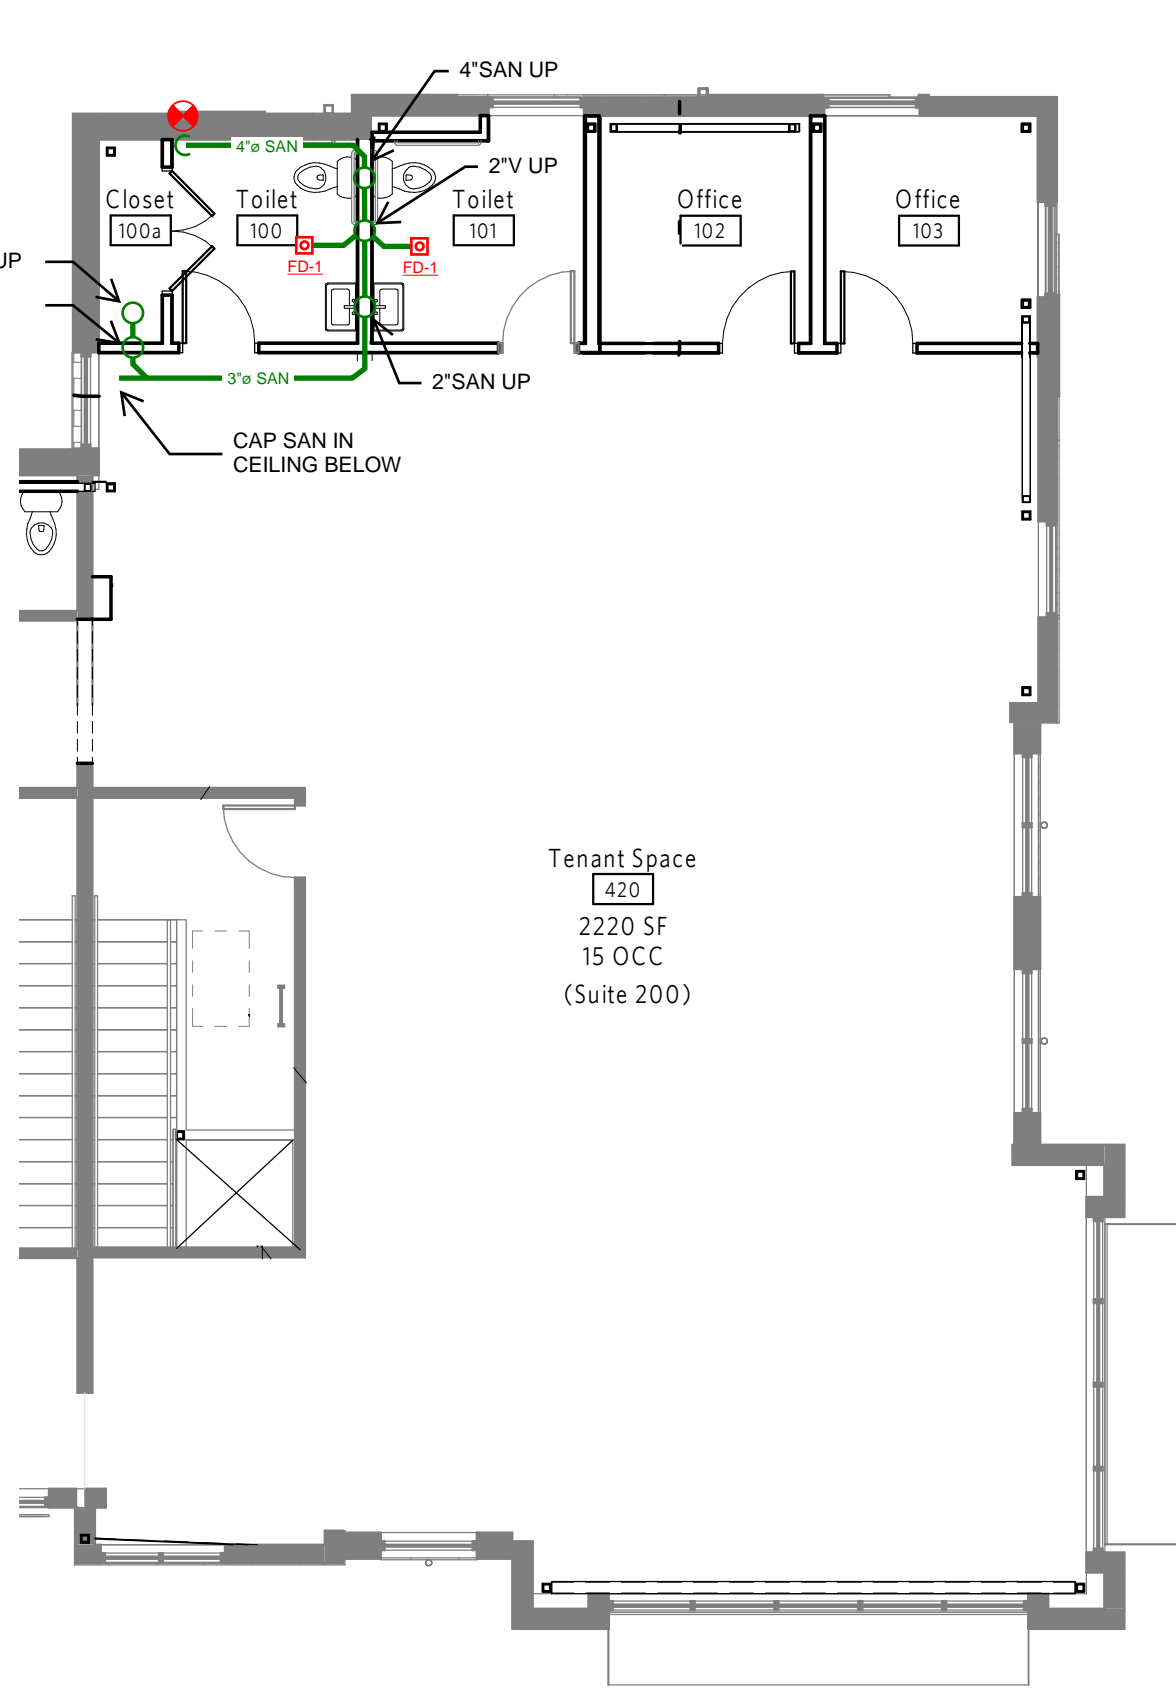 4"SAN UP
4"ø SAN
2"V UP
Closet
100a
Toilet
100
Toilet
101
Office
102
Office
103
UP
FD-1
FD-1
3"ø SAN
2"SAN UP
CAP SAN IN
CEILING BELOW
Tenant Space
420
2220 SF
15 OCC
(Suite 200)